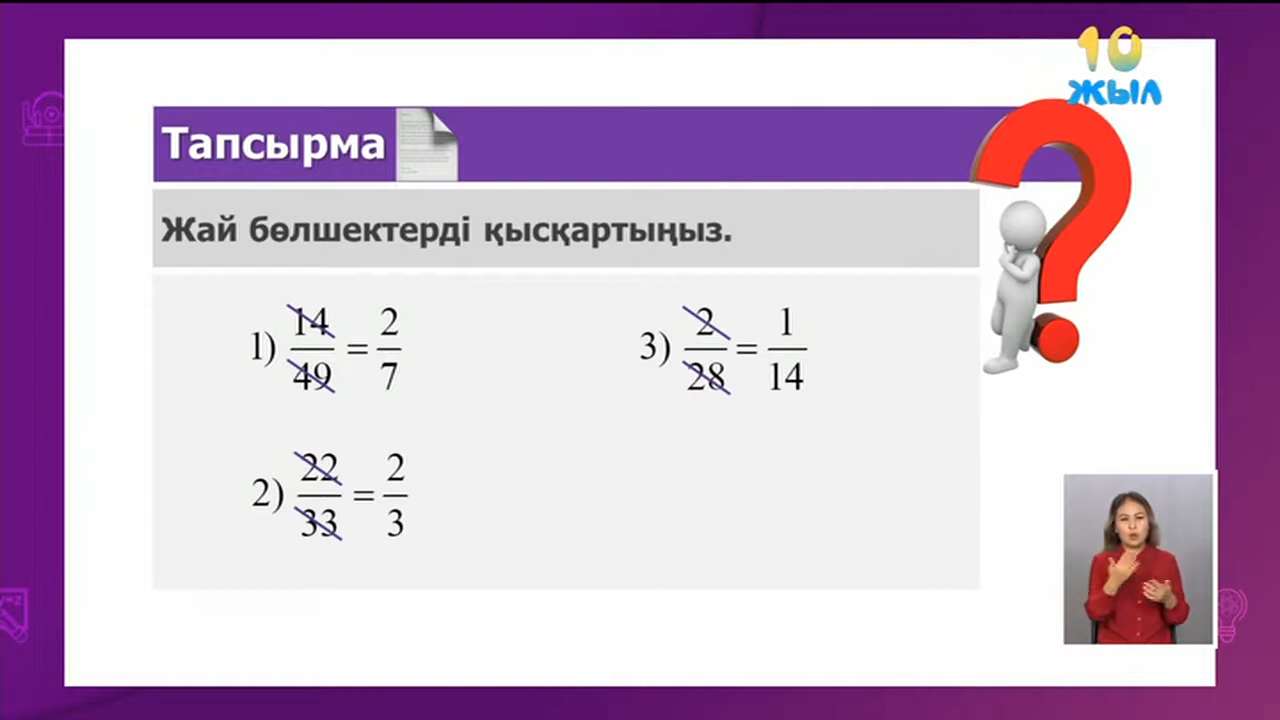 10
ЖЫЛ
Тапсырма
Жай бөлшектерді қысқартыңыз.
1) 14/49 = 2/7
3) 2/28 = 1/14
2) 22/33 = 2/3